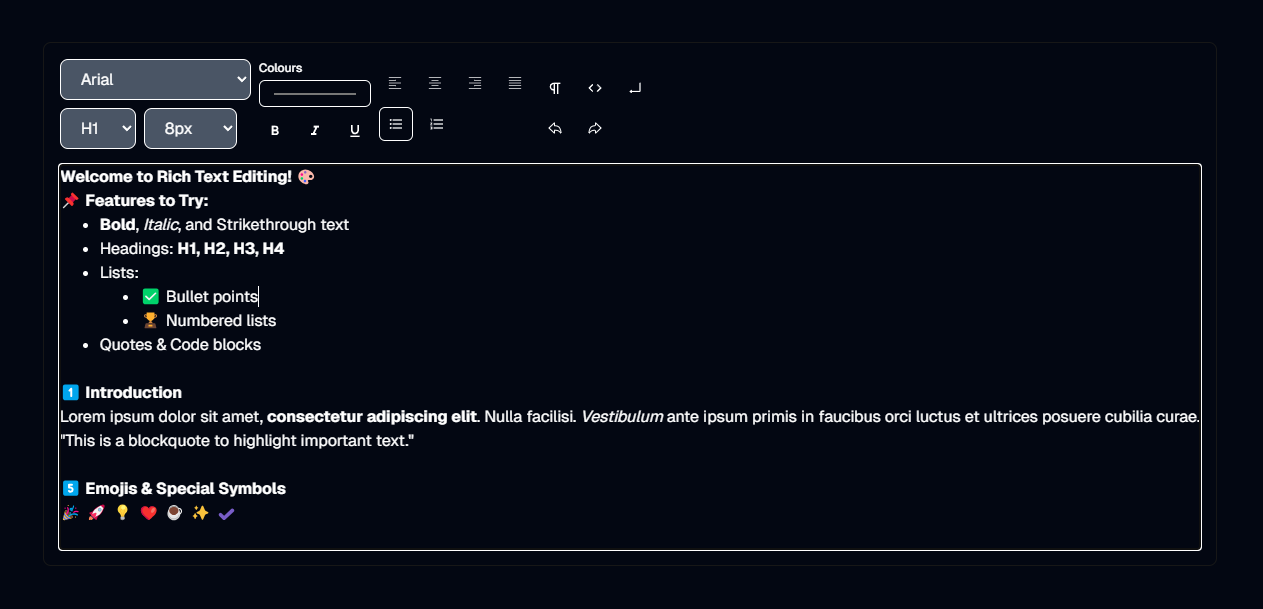 Arial
Colours
H1
8px
B
I
U
¶
<>
Welcome to Rich Text Editing! 🎨
📌 Features to Try:
• Bold, Italic, and Strikethrough text
• Headings: H1, H2, H3, H4
• Lists:
• ✅ Bullet points
• 🏆 Numbered lists
• Quotes & Code blocks
1️⃣ Introduction
Lorem ipsum dolor sit amet, consectetur adipiscing elit. Nulla facilisi. Vestibulum ante ipsum primis in faucibus orci luctus et ultrices posuere cubilia curae.
"This is a blockquote to highlight important text."
5️⃣ Emojis & Special Symbols
🎉 🚀 💡 ❤️ ☕ ✨ ✔️